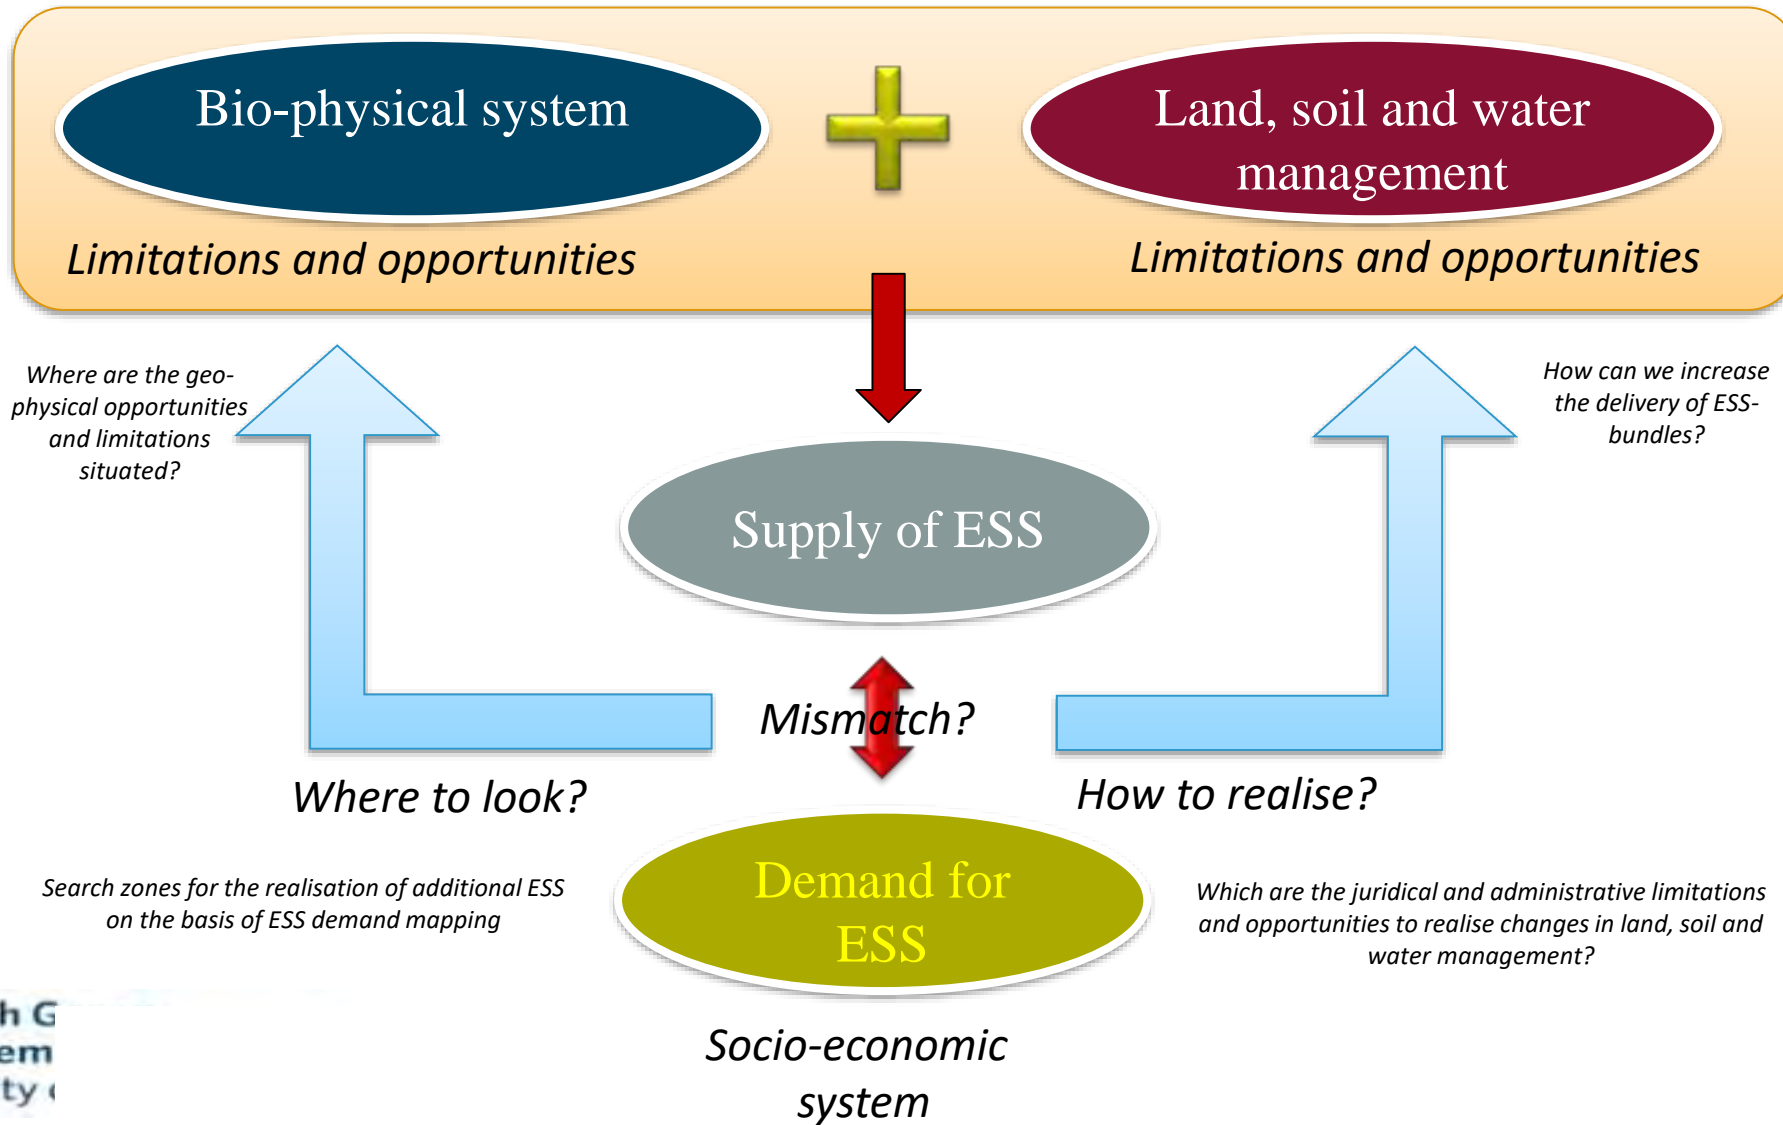 Bio-physical system
Land, soil and water
management
Limitations and opportunities
Limitations and opportunities
Where are the geo-
physical opportunities
and limitations
situated?
How can we increase
the delivery of ESS-
bundles?
Supply of ESS
Mismatch?
Where to look?
How to realise?
Search zones for the realisation of additional ESS
on the basis of ESS demand mapping
Demand for
ESS
Which are the juridical and administrative limitations
and opportunities to realise changes in land, soil and
water management?
Socio-economic
system